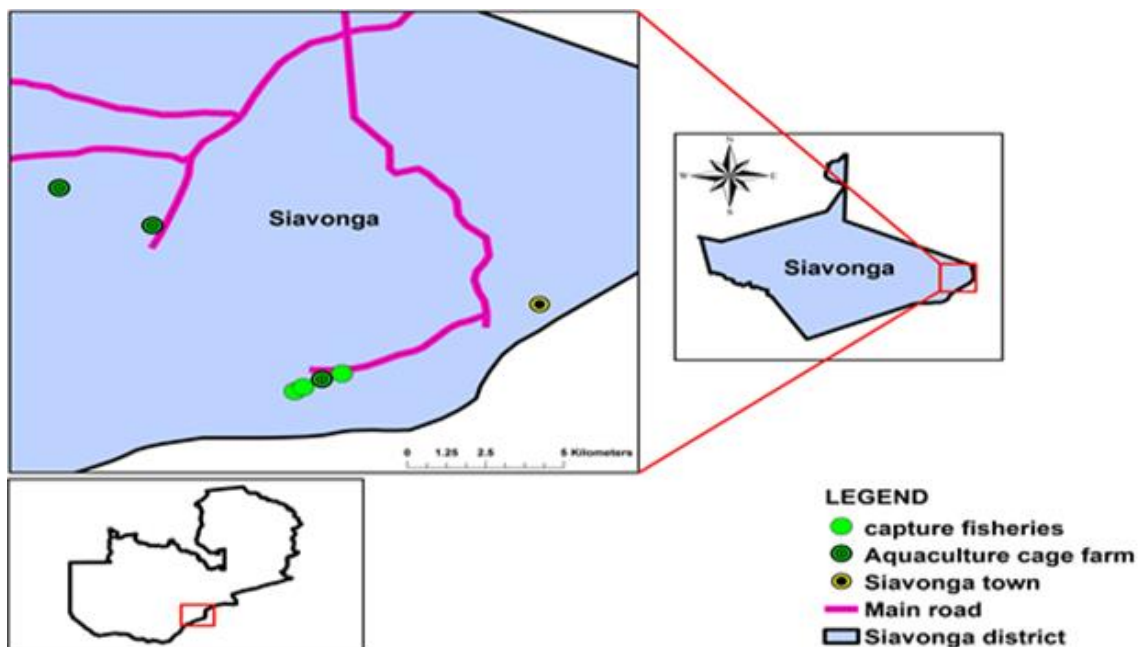 Siavonga
0 1.25 2.5 5 Kilometers
N
W E
S
Siavonga
LEGEND
capture fisheries
Aquaculture cage farm
Siavonga town
Main road
Siavonga district